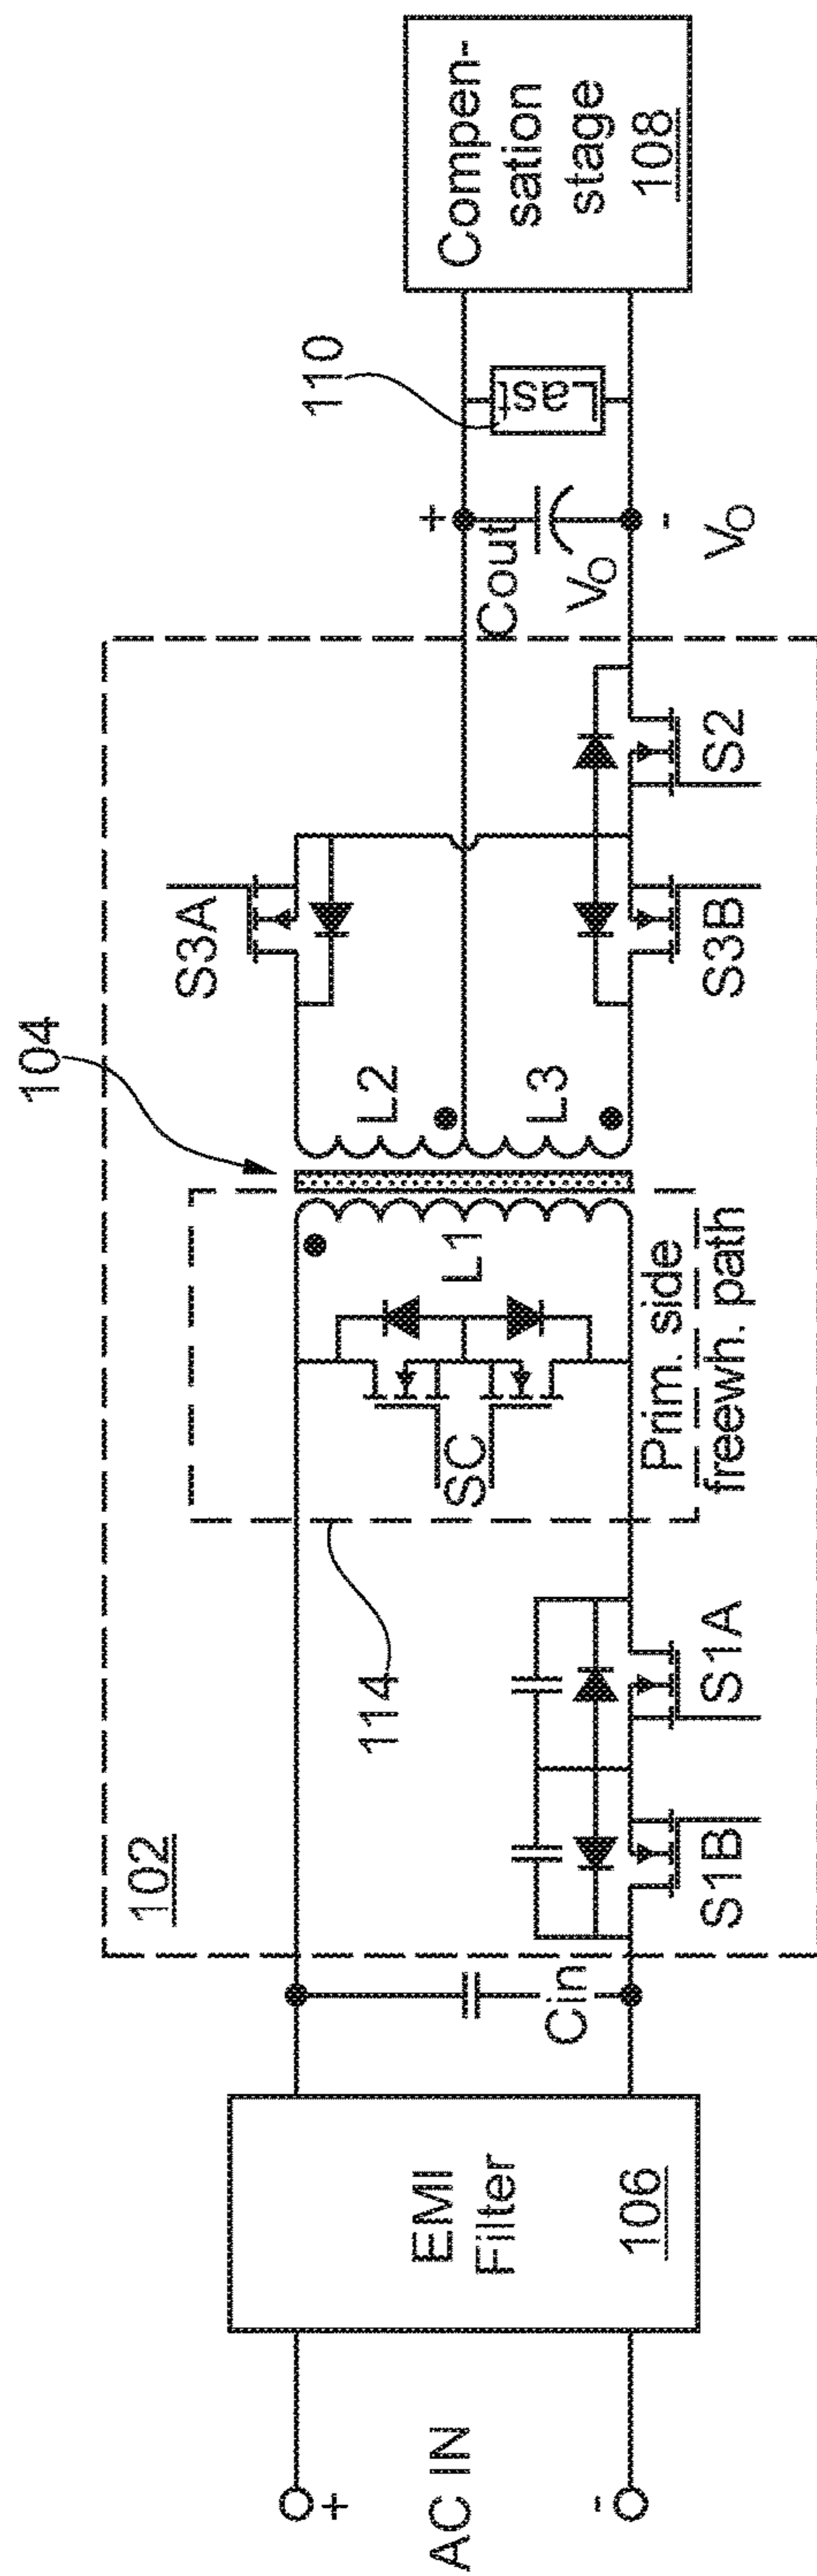 AC IN
+
-
EMI
Filter
106
Cin
102
S1B
S1A
114
SC
L1
Prim. side
freewh. path
104
L2
L3
S3A
S3B
S2
+
Cout
Vo
-
Vo
110
Last
Compen-
sation
stage
108